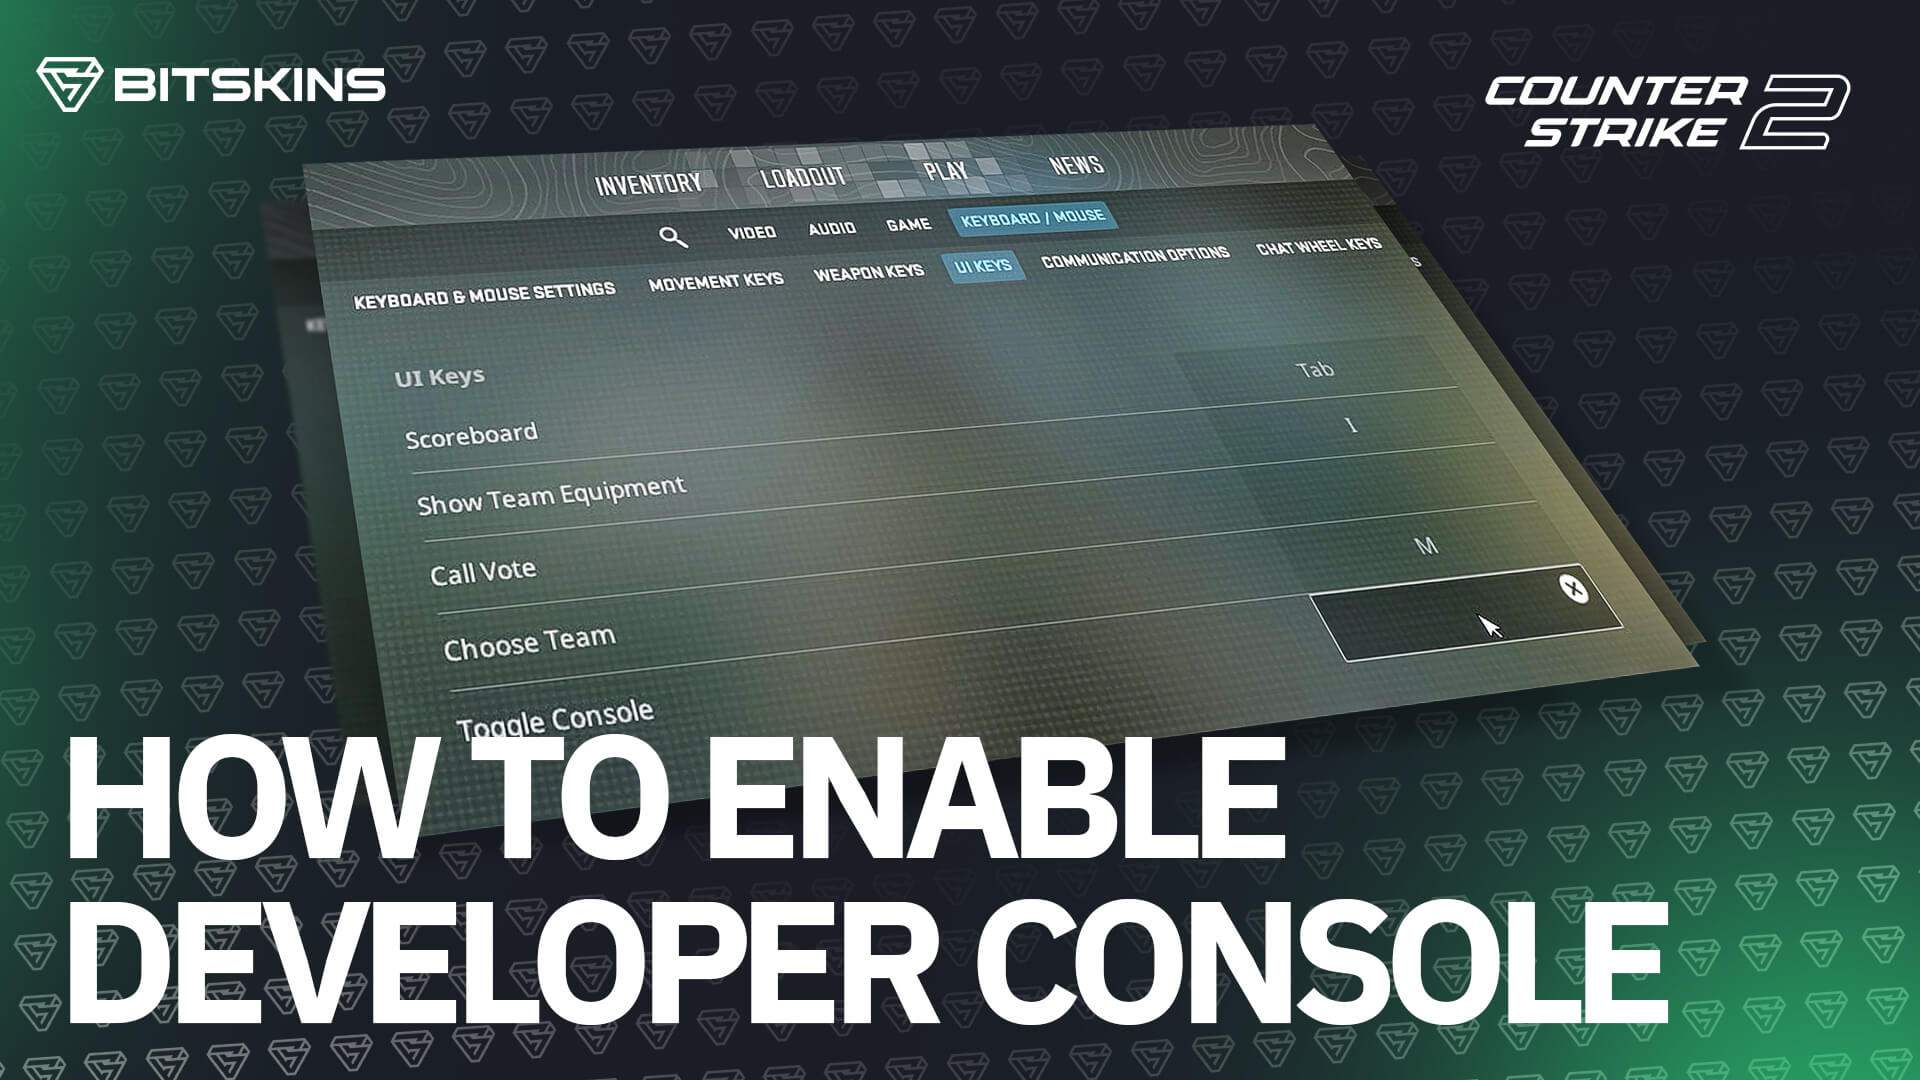 BITSKINS
COUNTER
STRIKE 2
INVENTORY LOADOUT PLAY NEWS
VIDEO AUDIO GAME KEYBOARD / MOUSE
KEYBOARD & MOUSE SETTINGS MOVEMENT KEYS WEAPON KEYS UI KEYS COMMUNICATION OPTIONS CHAT WHEEL KEYS
UI Keys
Scoreboard Tab
Show Team Equipment I
Call Vote
Choose Team M
Toggle Console
HOW TO ENABLE
DEVELOPER CONSOLE